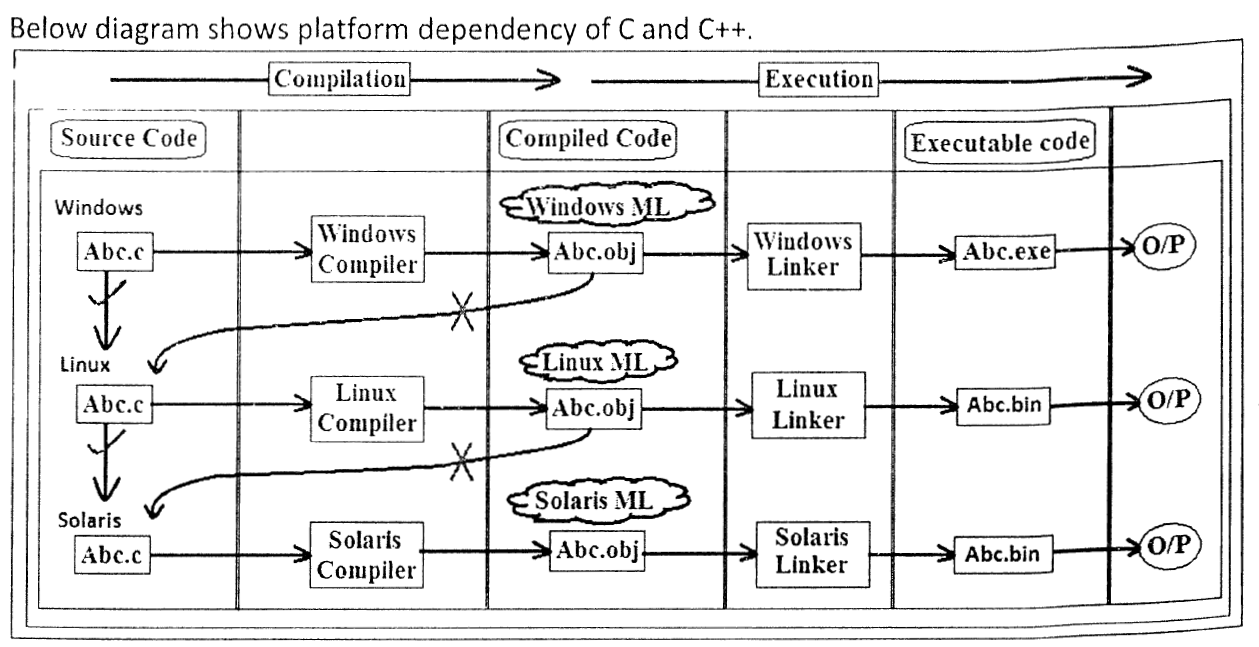 Below diagram shows platform dependency of C and C++.
Compilation
Execution
Source Code
Compiled Code
Executable code
Windows
Windows ML
Abc.c
Windows
Compiler
Abc.obj
Windows
Linker
Abc.exe
O/P
Linux
Linux ML
Abc.c
Linux
Compiler
Abc.obj
Linux
Linker
Abc.bin
O/P
Solaris
Solaris ML
Abc.c
Solaris
Compiler
Abc.obj
Solaris
Linker
Abc.bin
O/P